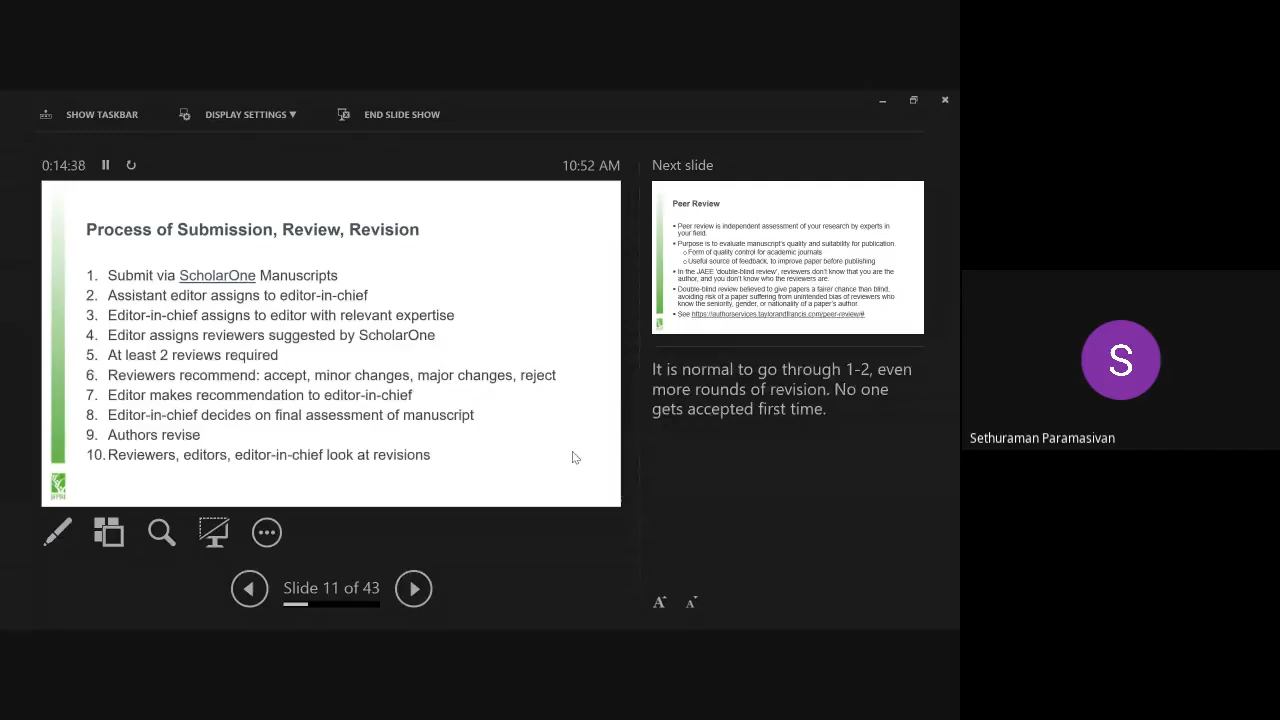 SHOW TASKBAR
DISPLAY SETTINGS ▼
END SLIDE SHOW
0:14:38
10:52 AM
Process of Submission, Review, Revision
1. Submit via ScholarOne Manuscripts
2. Assistant editor assigns to editor-in-chief
3. Editor-in-chief assigns to editor with relevant expertise
4. Editor assigns reviewers suggested by ScholarOne
5. At least 2 reviews required
6. Reviewers recommend: accept, minor changes, major changes, reject
7. Editor makes recommendation to editor-in-chief
8. Editor-in-chief decides on final assessment of manuscript
9. Authors revise
10. Reviewers, editors, editor-in-chief look at revisions
Slide 11 of 43
Next slide
Peer Review
• Peer review is independent assessment of your research by experts in
your field.
• Purpose is to evaluate manuscript's quality and suitability for publication.
o Form of quality control for academic journals
o Useful source of feedback, to improve paper before publishing
• In the JAEE 'double-blind review', reviewers don't know that you are the
author, and you don't know who the reviewers are.
• Double-blind review believed to give papers a fairer chance than blind,
avoiding risk of a paper suffering from unintended bias of reviewers who
know the seniority, gender, or nationality of a paper's author.
• See https://authorservices.taylorandfrancis.com/peer-review/#
It is normal to go through 1-2, even
more rounds of revision. No one
gets accepted first time.
A A
S
Sethuraman Paramasivan